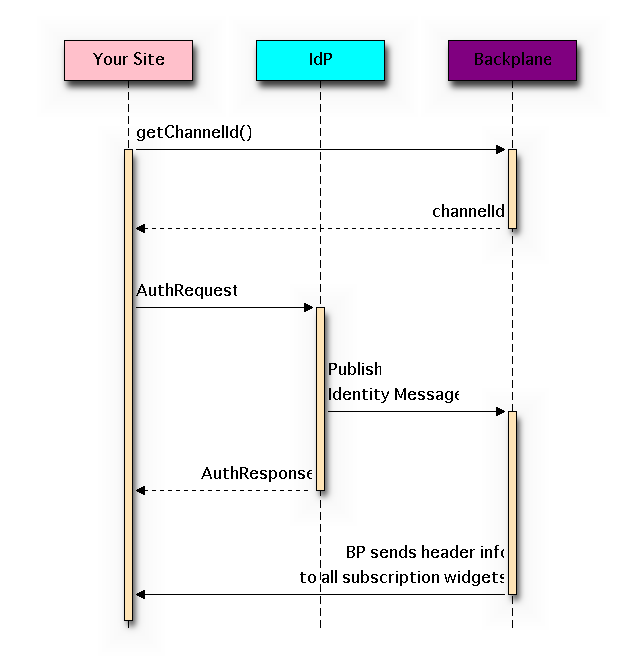 Your Site
IdP
Backplane
getChannelId()
channelId
AuthRequest
Publish
Identity Message
AuthResponse
BP sends header info
to all subscription widgets